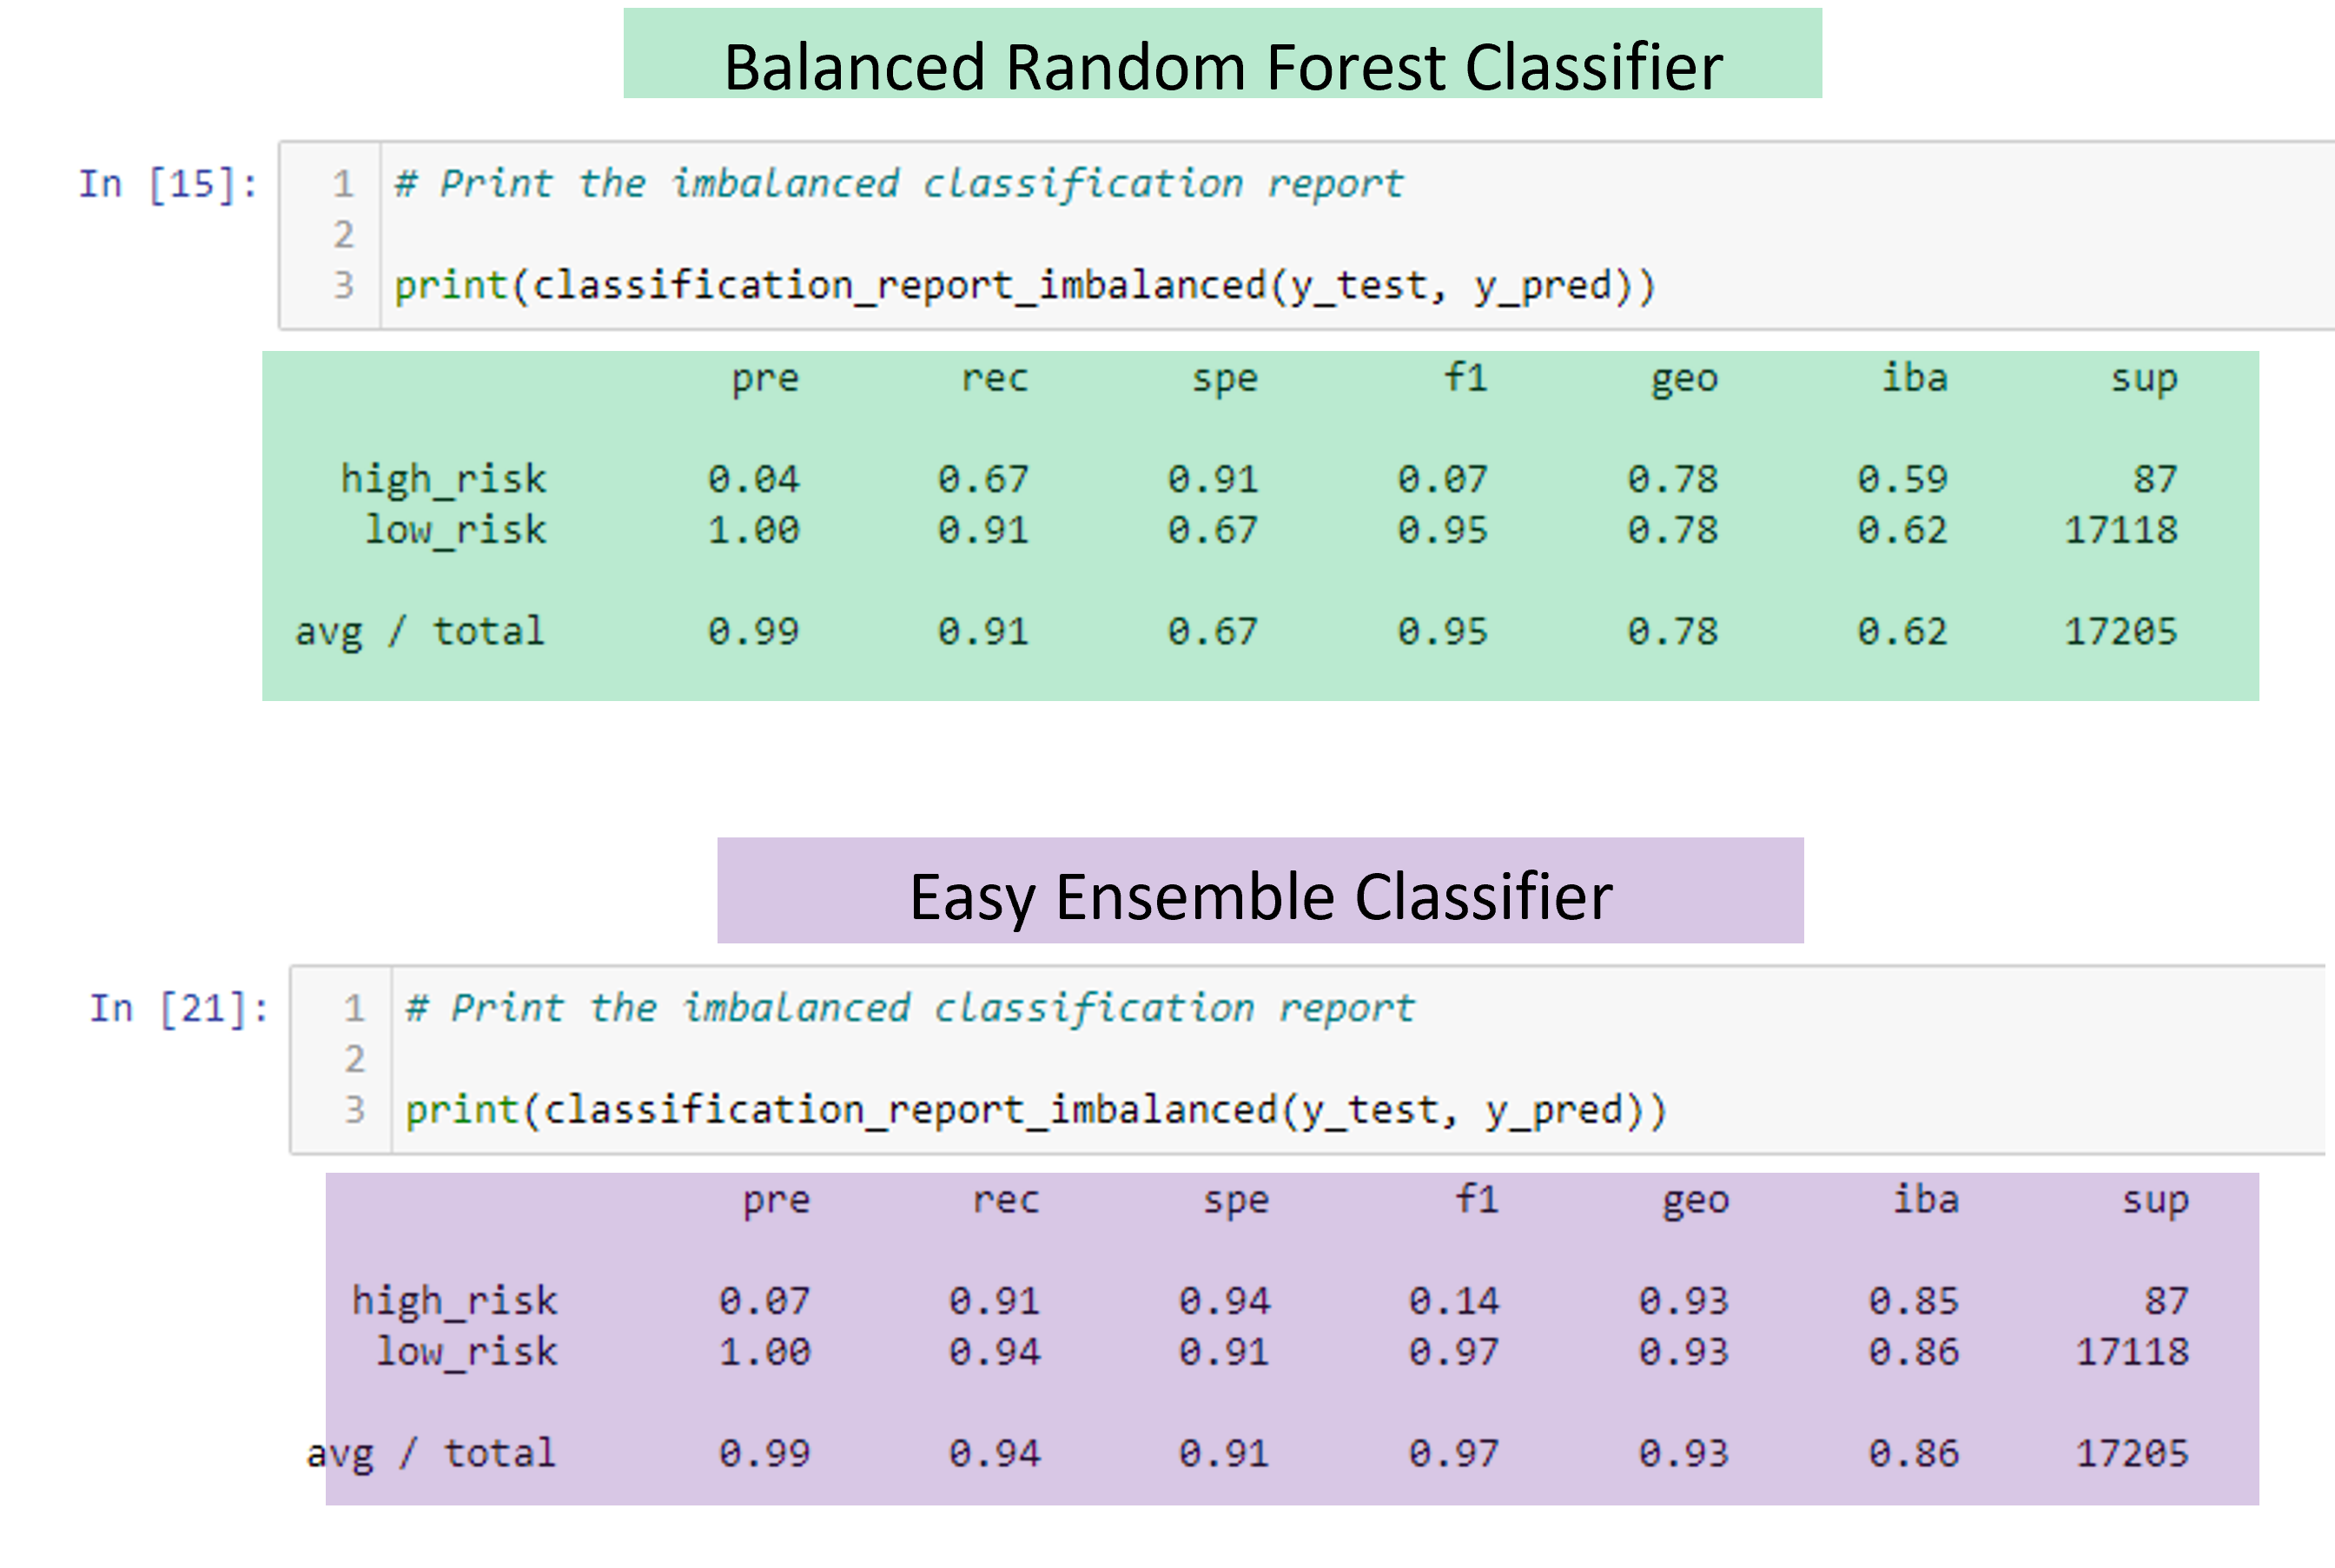 Balanced Random Forest Classifier
In [15]:
1 # Print the imbalanced classification report
2
3 print(classification_report_imbalanced(y_test, y_pred))
pre rec spe f1 geo iba sup
high_risk 0.04 0.67 0.91 0.07 0.78 0.59 87
low_risk 1.00 0.91 0.67 0.95 0.78 0.62 17118
avg / total 0.99 0.91 0.67 0.95 0.78 0.62 17205
Easy Ensemble Classifier
In [21]:
1 # Print the imbalanced classification report
2
3 print(classification_report_imbalanced(y_test, y_pred))
pre rec spe f1 geo iba sup
high_risk 0.07 0.91 0.94 0.14 0.93 0.85 87
low_risk 1.00 0.94 0.91 0.97 0.93 0.86 17118
avg / total 0.99 0.94 0.91 0.97 0.93 0.86 17205